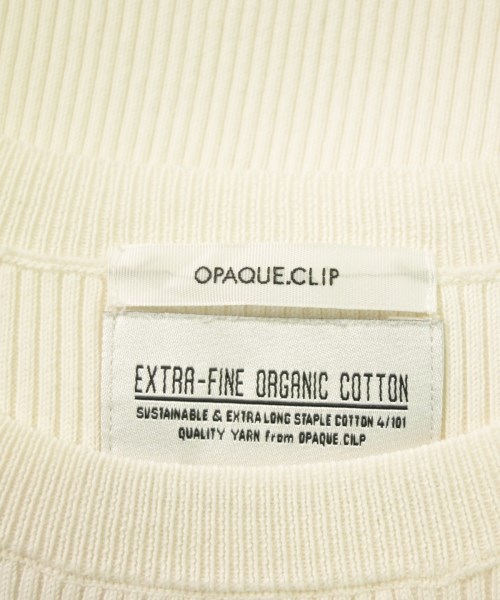 OPAQUE.CLIP
EXTRA-FINE ORGANIC COTTON
SUSTAINABLE & EXTRA LONG STAPLE COTTON 4/101
QUALITY YARN from OPAQUE.CILP